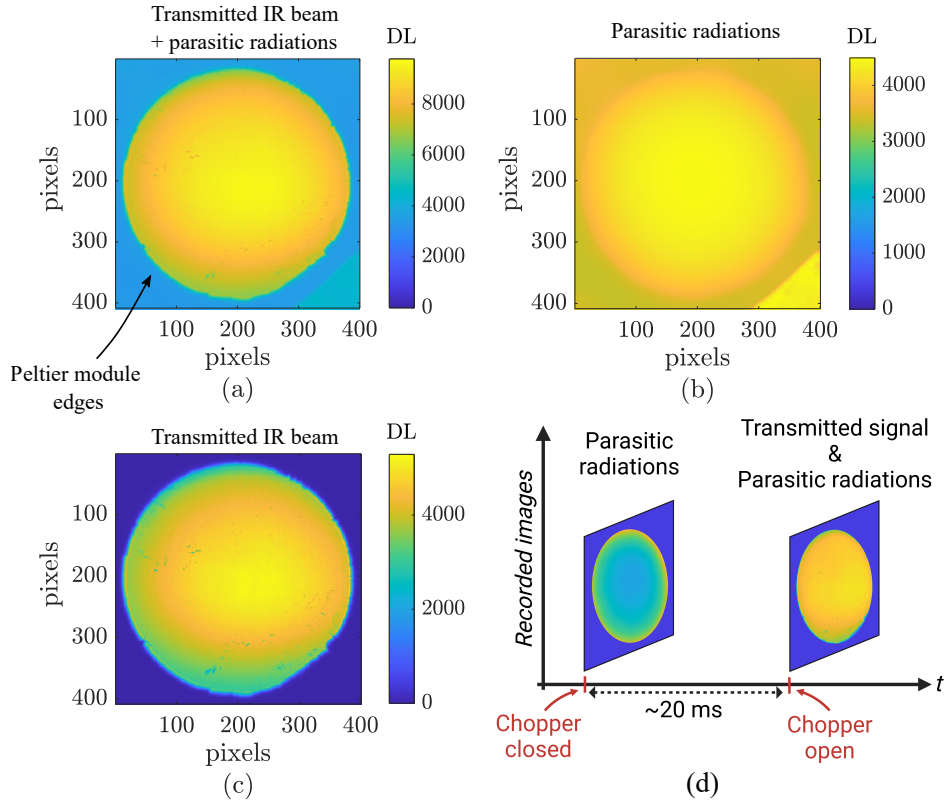 Transmitted IR beam
+ parasitic radiations
DL
8000
6000
4000
2000
0
100
200
300
400
pixels
100 200 300 400
pixels
Peltier module
edges
(a)
Parasitic radiations
DL
4000
3000
2000
1000
0
100
200
300
400
pixels
100 200 300 400
pixels
(b)
Transmitted IR beam
DL
4000
2000
0
100
200
300
400
pixels
100 200 300 400
pixels
(c)
Recorded images
Parasitic
radiations
Transmitted signal
&
Parasitic radiations
t
~20 ms
Chopper
closed
Chopper
open
(d)